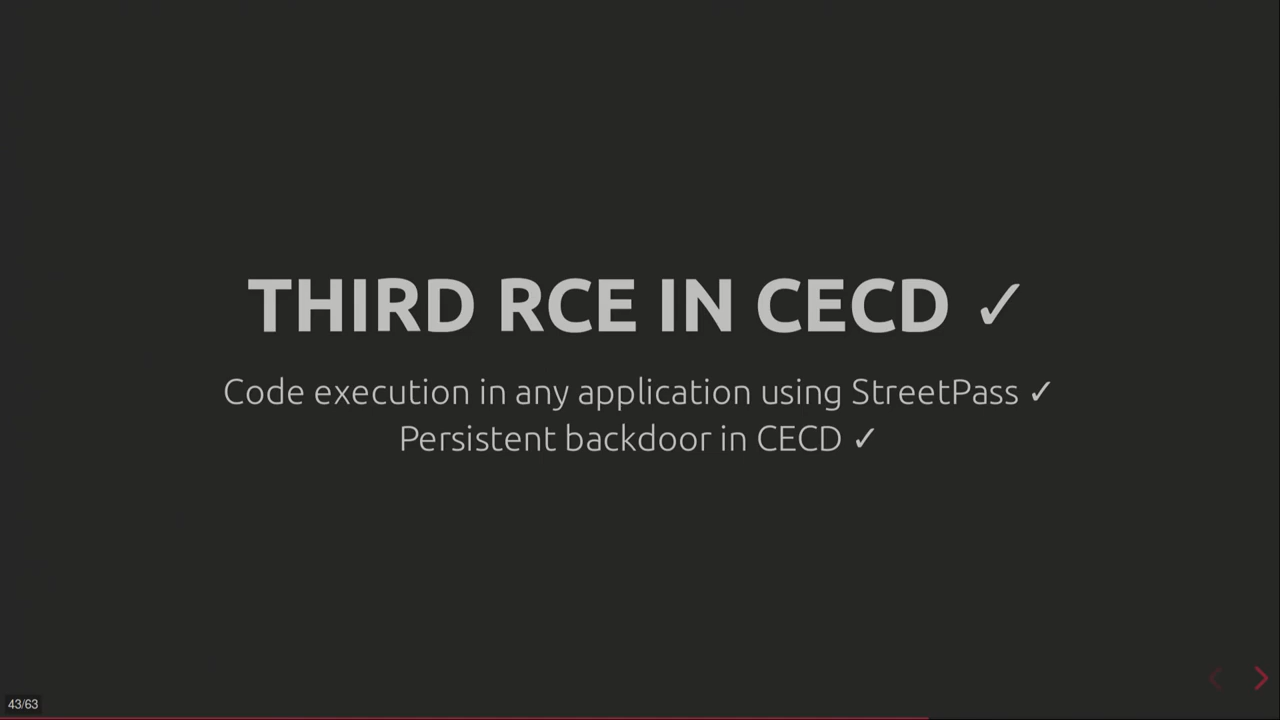 THIRD RCE IN CECD ✓
Code execution in any application using StreetPass ✓
Persistent backdoor in CECD ✓
43/63